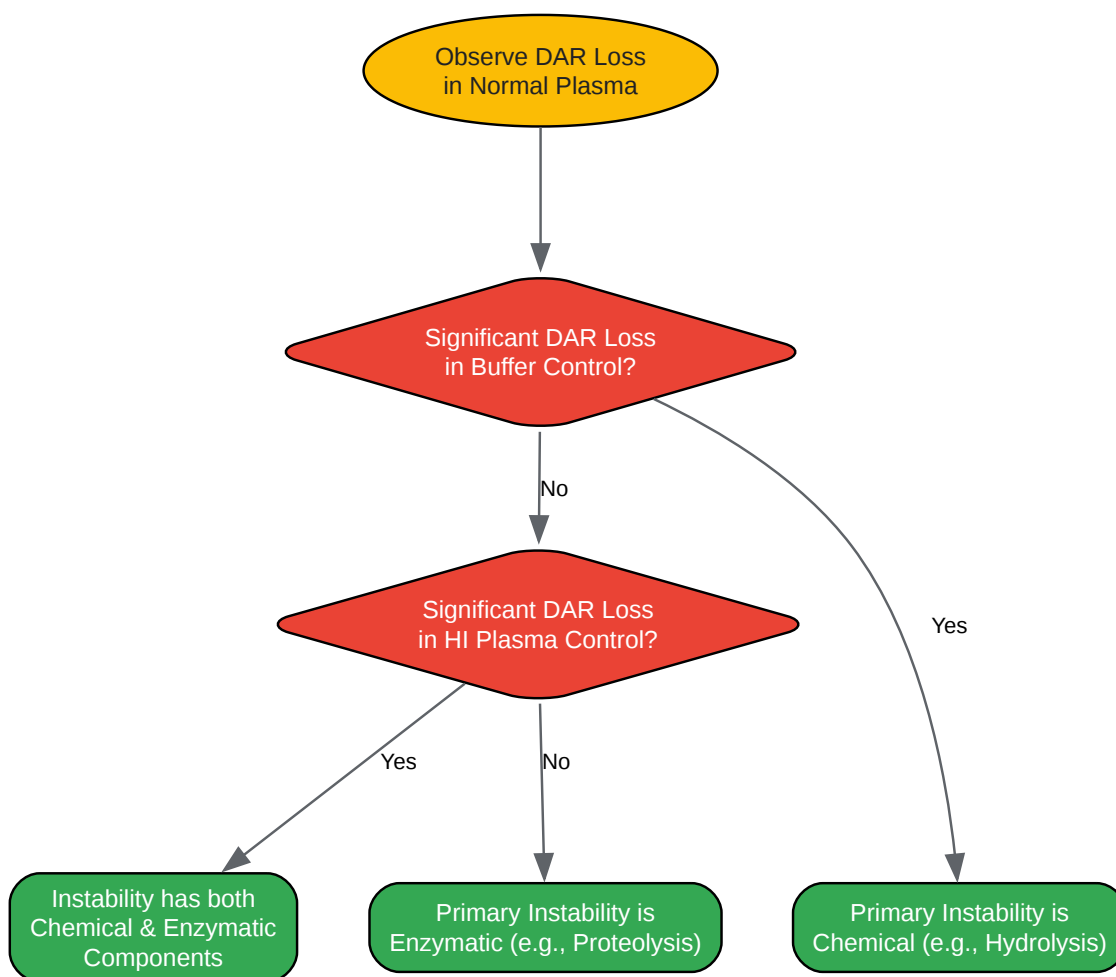 Observe DAR Loss
in Normal Plasma
Significant DAR Loss
in Buffer Control?
No
Significant DAR Loss
in HI Plasma Control?
Yes
Yes
No
Instability has both
Chemical & Enzymatic
Components
Primary Instability is
Enzymatic (e.g., Proteolysis)
Primary Instability is
Chemical (e.g., Hydrolysis)